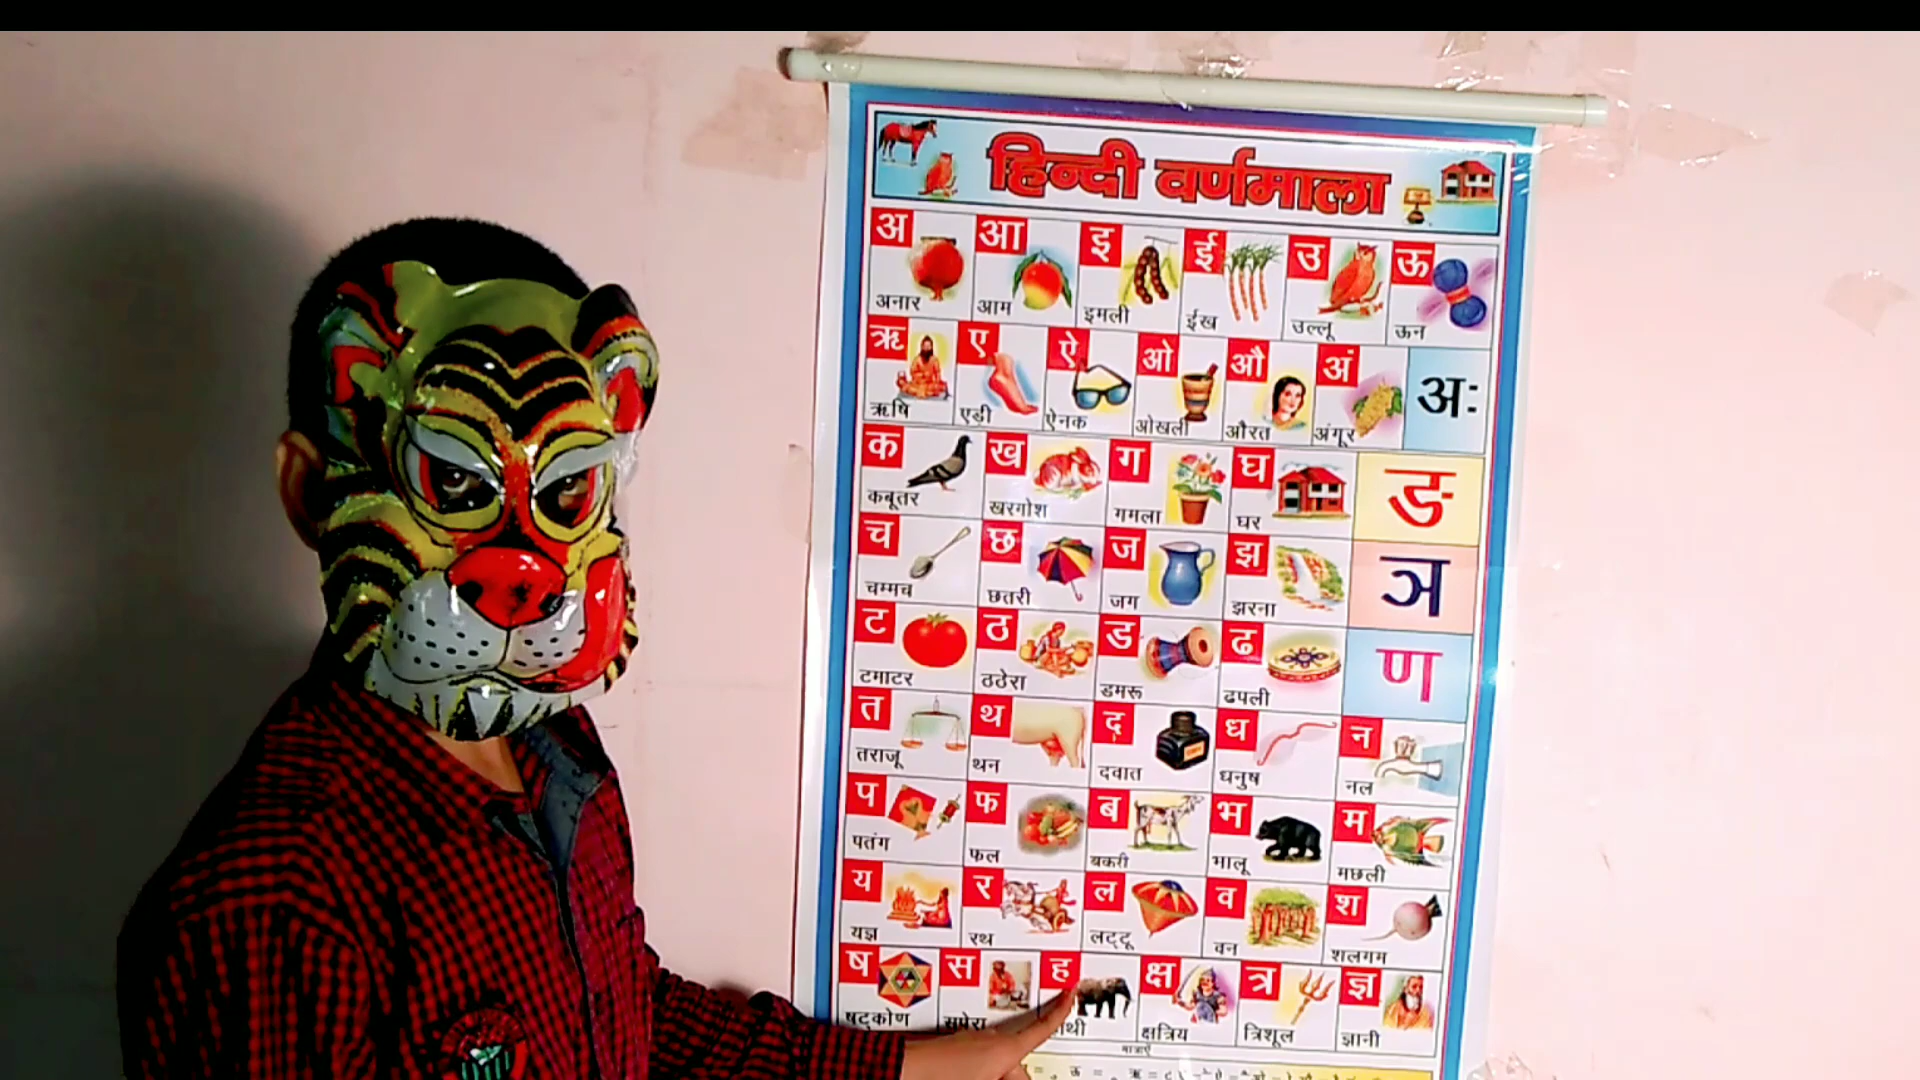 हिन्दी वर्णमाला
अ आ इ ई उ ऊ
अनार आम इमली ईख उल्लू ऊन
ऋ ए ऐ ओ औ अं अः
ऋषि एड़ी ऐनक ओखली औरत अंगूर
क ख ग घ ङ
कबूतर खरगोश गमला घर
च छ ज झ ञ
चम्मच छतरी जग झरना
ट ठ ड ढ ण
टमाटर ठठेरा डमरू ढपली
त थ द ध न
तराजू थन दवात धनुष नल
प फ ब भ म
पतंग फल बकरी भालू मछली
य र ल व श
यज्ञ रथ लट्टू वन शलगम
ष स ह क्ष त्र ज्ञ
षट्कोण सपेरा क्षत्रिय त्रिशूल ज्ञानी
मात्राएँ